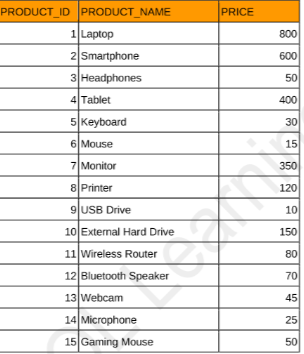 PRODUCT_ID PRODUCT_NAME PRICE
1 Laptop 800
2 Smartphone 600
3 Headphones 50
4 Tablet 400
5 Keyboard 30
6 Mouse 15
7 Monitor 350
8 Printer 120
9 USB Drive 10
10 External Hard Drive 150
11 Wireless Router 80
12 Bluetooth Speaker 70
13 Webcam 45
14 Microphone 25
15 Gaming Mouse 50